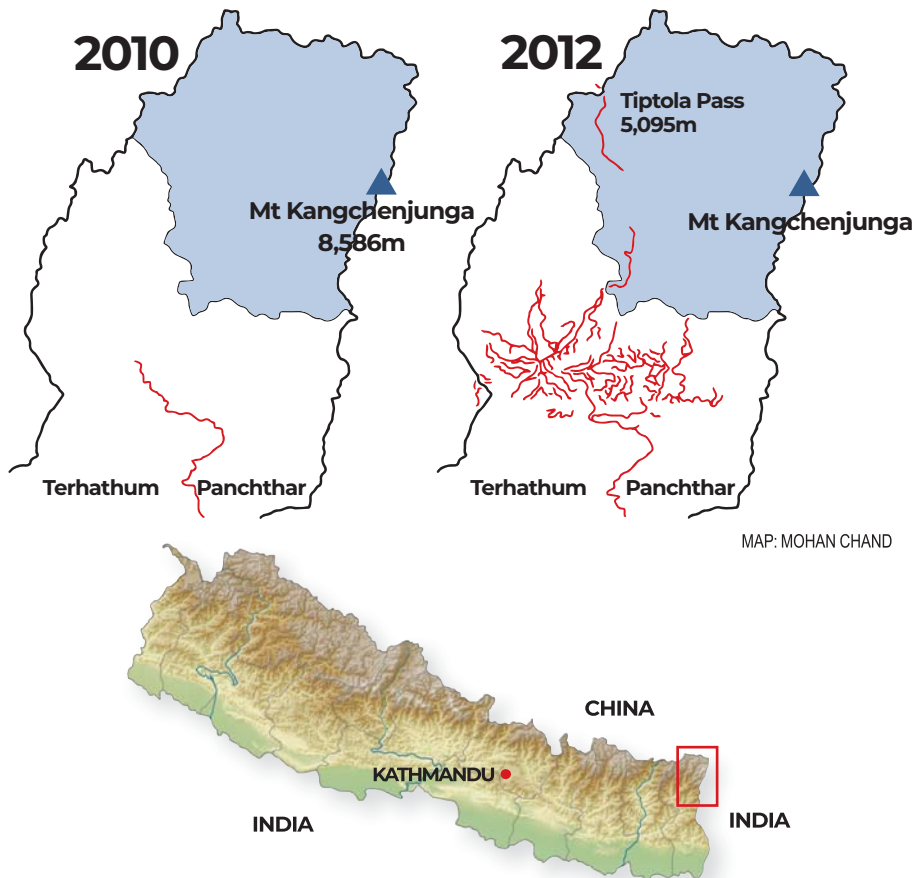 2010
Mt Kangchenjunga
8,586m
Terhathum
Panchthar
2012
Tiptola Pass
5,095m
Mt Kangchenjunga
Terhathum
Panchthar
MAP: MOHAN CHAND
CHINA
KATHMANDU
INDIA
INDIA